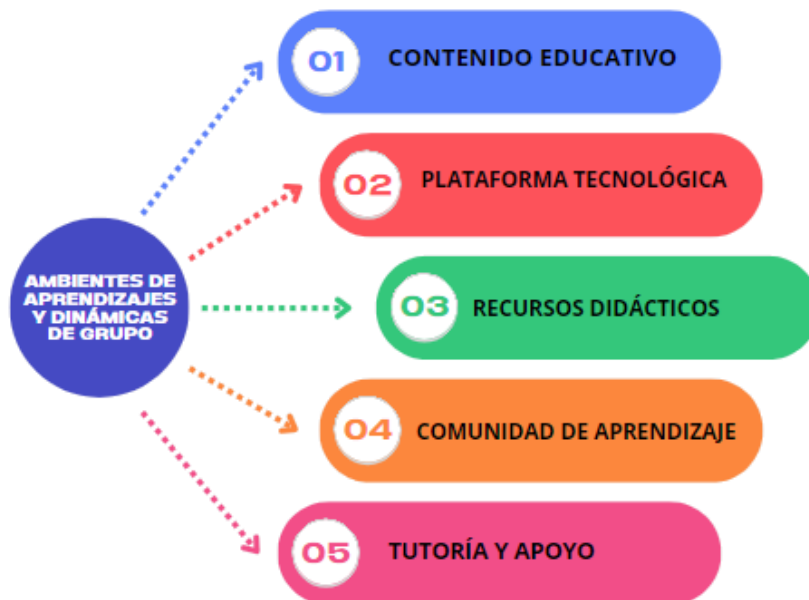 01 CONTENIDO EDUCATIVO
02 PLATAFORMA TECNOLÓGICA
AMBIENTES DE
APRENDIZAJES
Y DINÁMICAS
DE GRUPO
03 RECURSOS DIDÁCTICOS
04 COMUNIDAD DE APRENDIZAJE
05 TUTORÍA Y APOYO